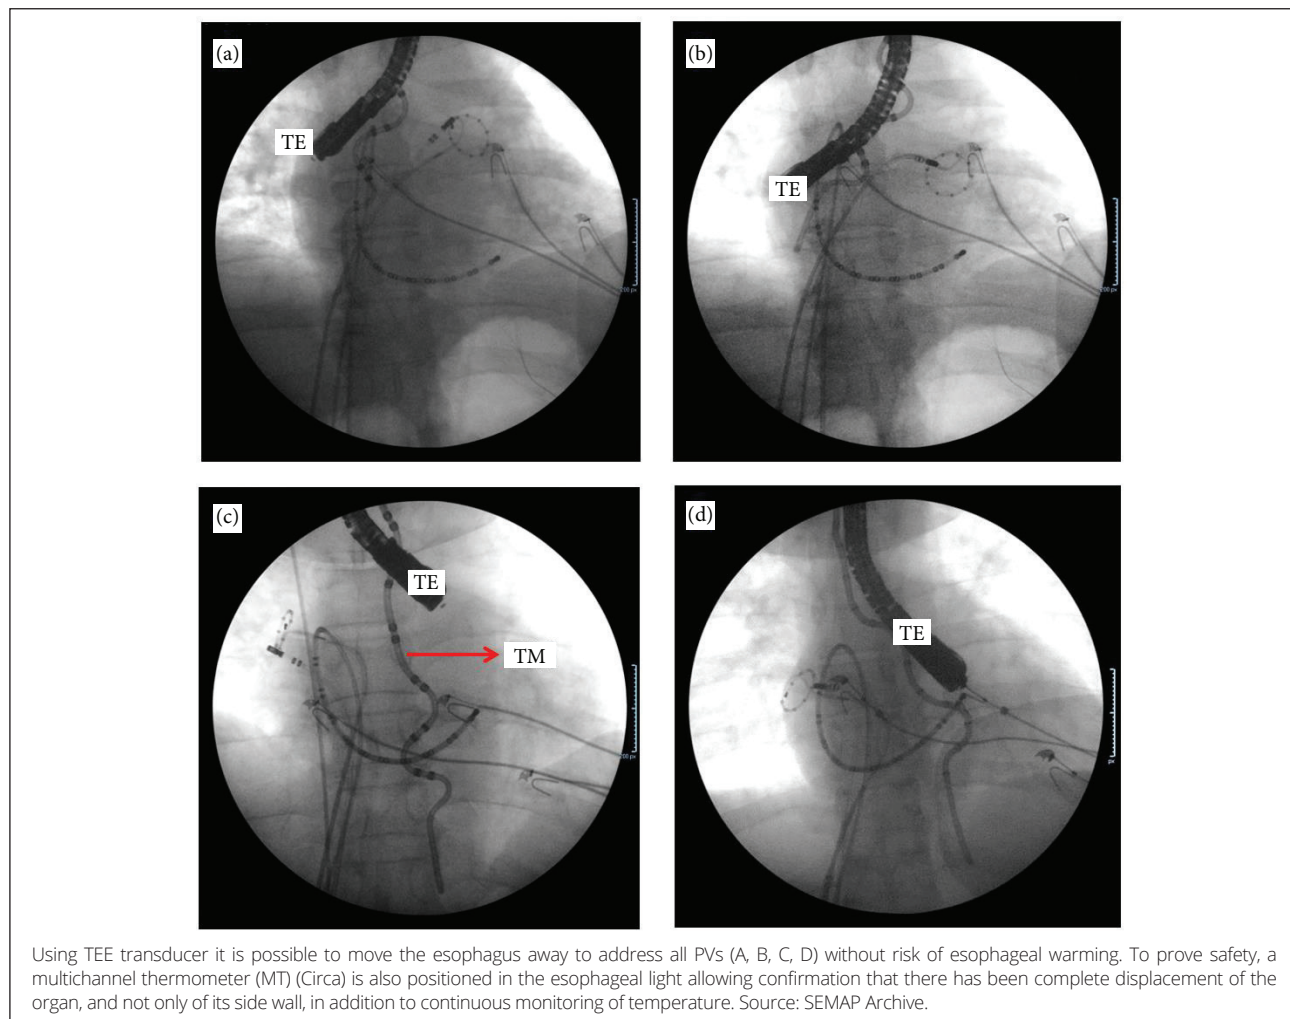 (a)
(b)
TE
TE
(c)
(d)
TE
TE
TM
Using TEE transducer it is possible to move the esophagus away to address all PVs (A, B, C, D) without risk of esophageal warming. To prove safety, a
multichannel thermometer (MT) (Circa) is also positioned in the esophageal light allowing confirmation that there has been complete displacement of the
organ, and not only of its side wall, in addition to continuous monitoring of temperature. Source: SEMAP Archive.